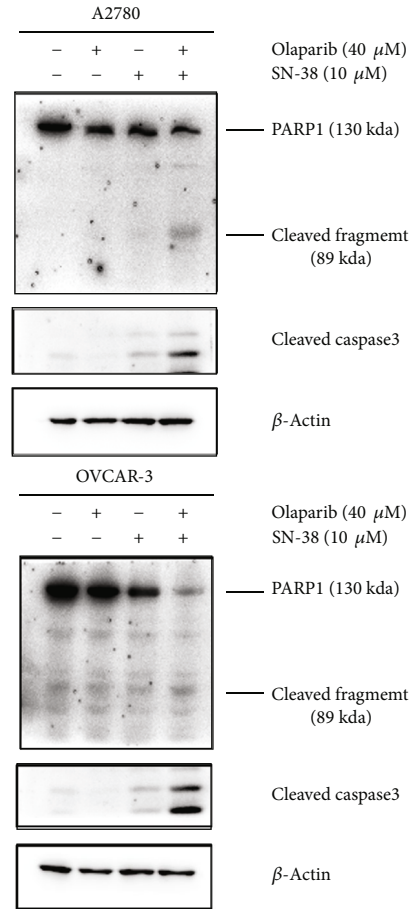 A2780
− + − + Olaparib (40 μM)
− − + + SN-38 (10 μM)
PARP1 (130 kda)
Cleaved fragmemt
(89 kda)
Cleaved caspase3
β-Actin
OVCAR-3
− + − + Olaparib (40 μM)
− − + + SN-38 (10 μM)
PARP1 (130 kda)
Cleaved fragmemt
(89 kda)
Cleaved caspase3
β-Actin